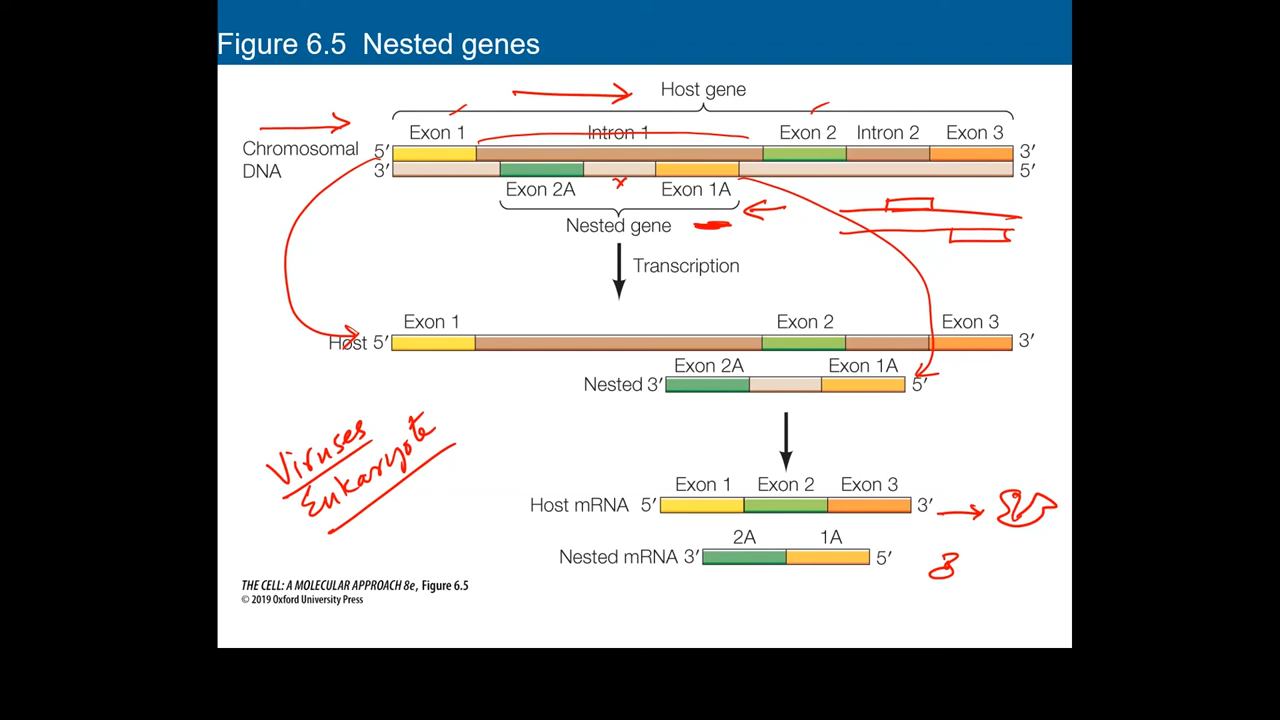 Figure 6.5 Nested genes
Host gene
Exon 1 Intron 1 Exon 2 Intron 2 Exon 3
Chromosomal DNA
5′ 3′
3′ 5′
Exon 2A x Exon 1A
Nested gene
Transcription
Exon 1 Exon 2 Exon 3
Host 5′ 3′
Exon 2A Exon 1A
Nested 3′ 5′
Viruses
Eukaryote
Exon 1 Exon 2 Exon 3
Host mRNA 5′ 3′
2A 1A
Nested mRNA 3′ 5′
THE CELL: A MOLECULAR APPROACH 8e, Figure 6.5
© 2019 Oxford University Press